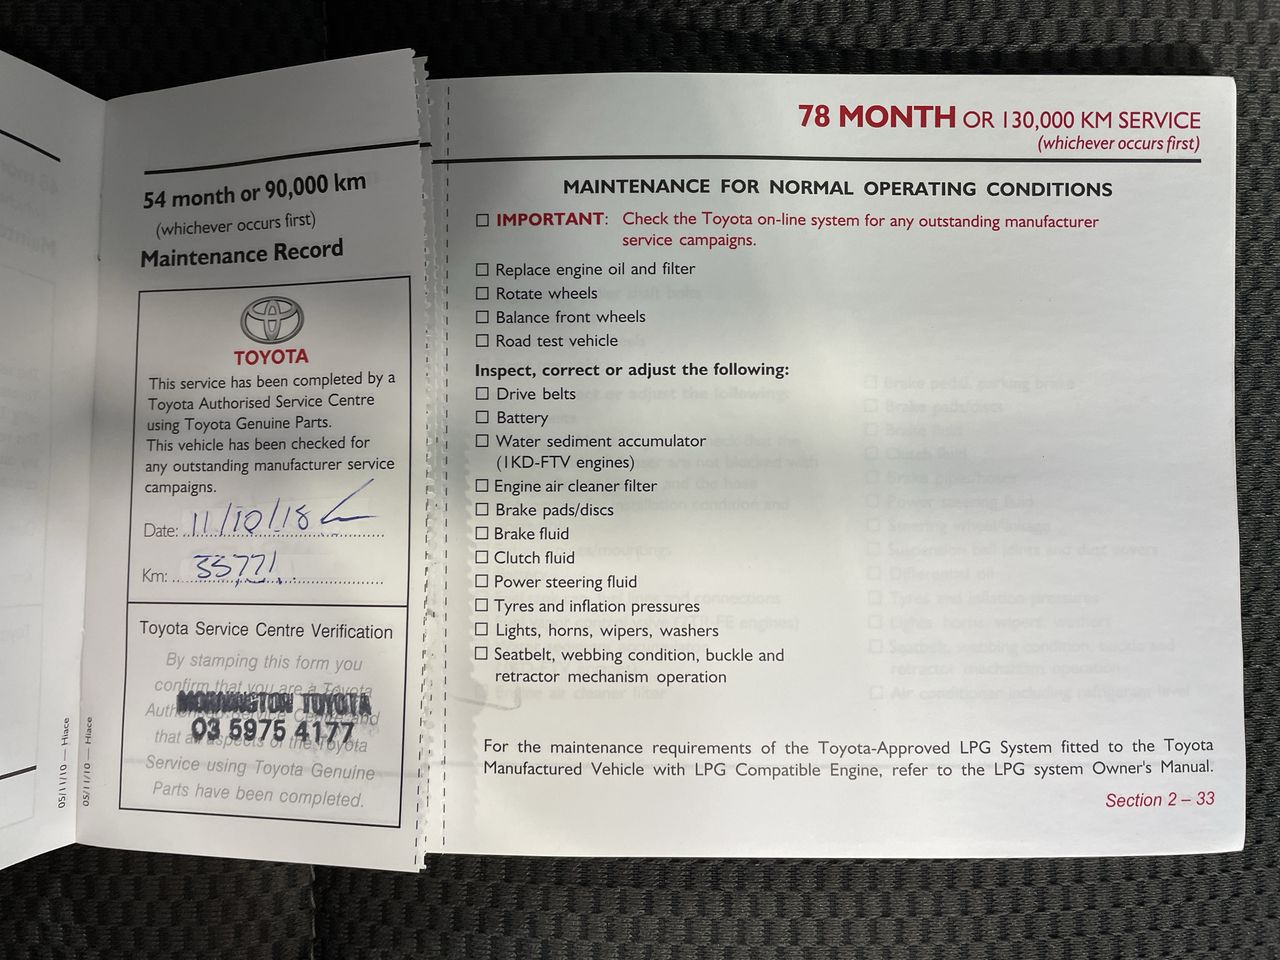 54 month or 90,000 km
(whichever occurs first)
Maintenance Record
TOYOTA
This service has been completed by a
Toyota Authorised Service Centre
using Toyota Genuine Parts.
This vehicle has been checked for
any outstanding manufacturer service
campaigns.
Date: 11/10/18
Km:
Toyota Service Centre Verification
By stamping this form you
confirm that you are a Toyota
MORNINGTON TOYOTA
03 5975 4177
that all aspects of the Toyota
Service using Toyota Genuine
Parts have been completed.
05/11/10 — Hiace
05/11/10 — Hiace
78 MONTH OR 130,000 KM SERVICE
(whichever occurs first)
MAINTENANCE FOR NORMAL OPERATING CONDITIONS
IMPORTANT: Check the Toyota on-line system for any outstanding manufacturer
service campaigns.
Replace engine oil and filter
Rotate wheels
Balance front wheels
Road test vehicle
Inspect, correct or adjust the following:
Drive belts
Battery
Water sediment accumulator
(1KD-FTV engines)
Engine air cleaner filter
Brake pads/discs
Brake fluid
Clutch fluid
Power steering fluid
Tyres and inflation pressures
Lights, horns, wipers, washers
Seatbelt, webbing condition, buckle and
retractor mechanism operation
For the maintenance requirements of the Toyota-Approved LPG System fitted to the Toyota
Manufactured Vehicle with LPG Compatible Engine, refer to the LPG system Owner's Manual.
Section 2 – 33